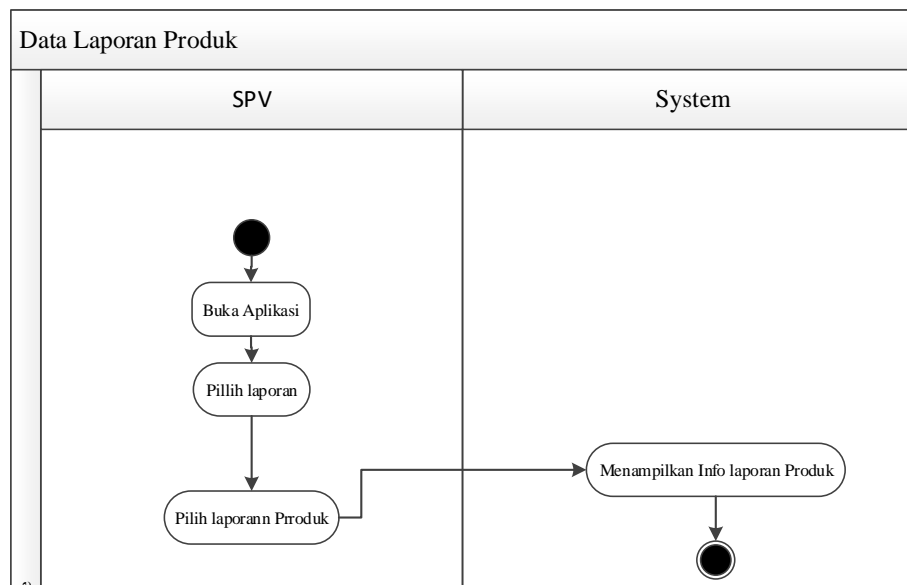 Data Laporan Produk
SPV
System
Buka Aplikasi
Pillih laporan
Menampilkan Info laporan Produk
Pilih laporann Prroduk